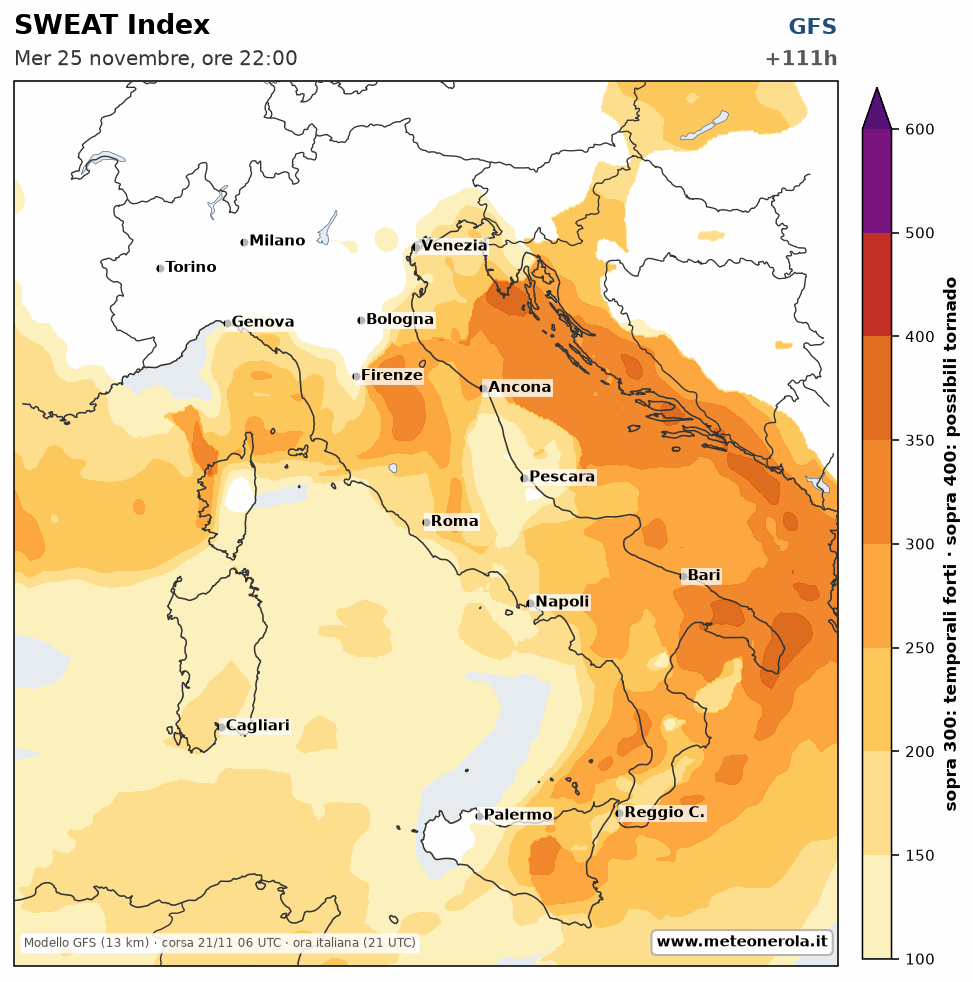 SWEAT Index
GFS
Mer 25 novembre, ore 22:00
+111h
600
500
400
350
300
250
200
150
100
sopra 300: temporali forti · sopra 400: possibili tornado
Milano
Venezia
Torino
Genova
Bologna
Firenze
Ancona
Pescara
Roma
Bari
Napoli
Cagliari
Palermo
Reggio C.
Modello GFS (13 km) · corsa 21/11 06 UTC · ora italiana (21 UTC)
www.meteonerola.it